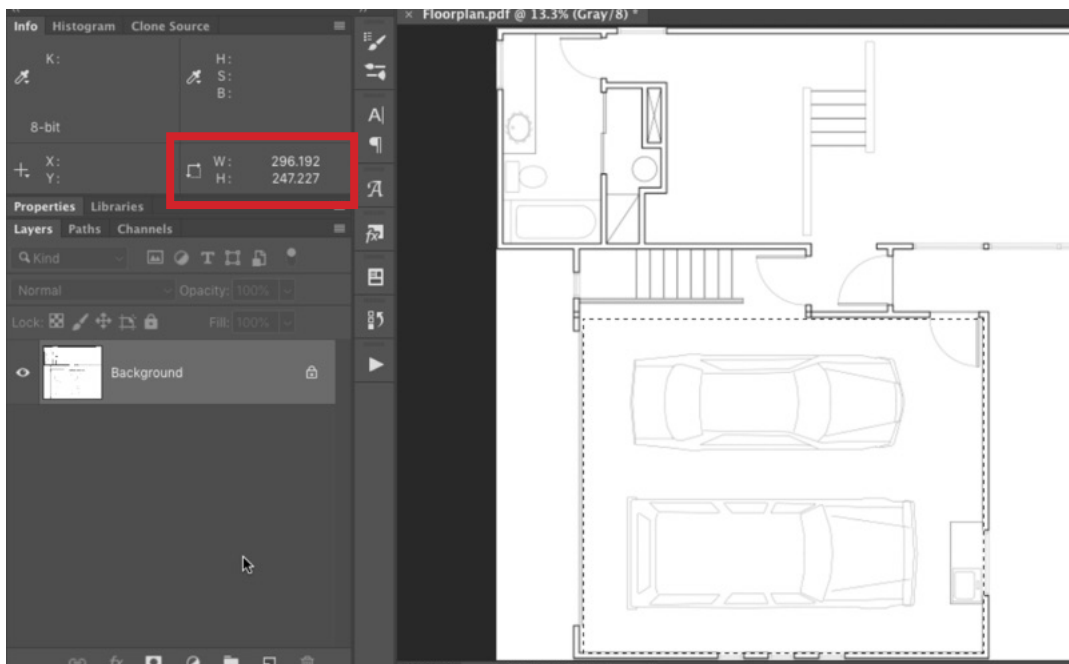 Info Histogram Clone Source
K:
H:
S:
B:
8-bit
X:
Y:
W: 296.192
H: 247.227
Properties Libraries
Layers Paths Channels
Kind
Normal Opacity: 100%
Lock: Fill: 100%
Background
× Floorplan.pdf @ 13.3% (Gray/8) *